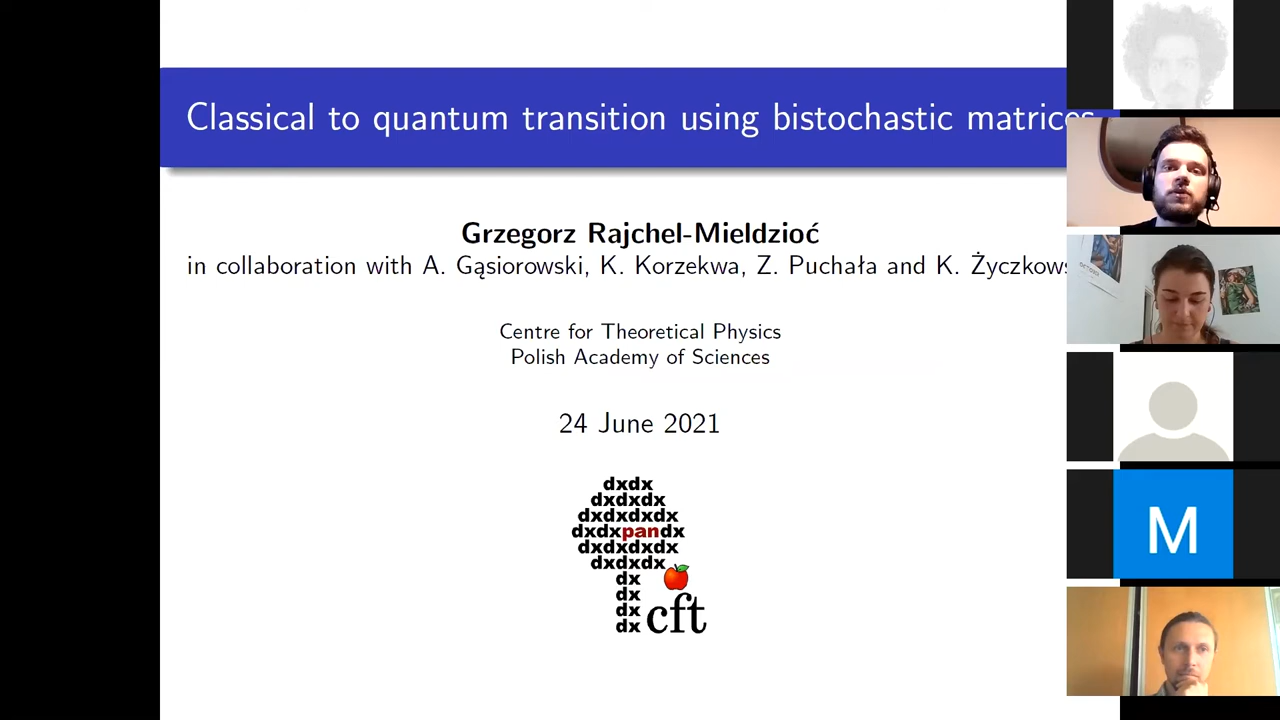 Classical to quantum transition using bistochastic matrices
Grzegorz Rajchel-Mieldzioć
in collaboration with A. Gąsiorowski, K. Korzekwa, Z. Puchała and K. Życzkows
Centre for Theoretical Physics
Polish Academy of Sciences
24 June 2021
dxdx
dxdxdx
dxdxdxdx
dxdxpandx
dxdxdxdx
dxdxdx
dx
dx
dx
dx cft
M